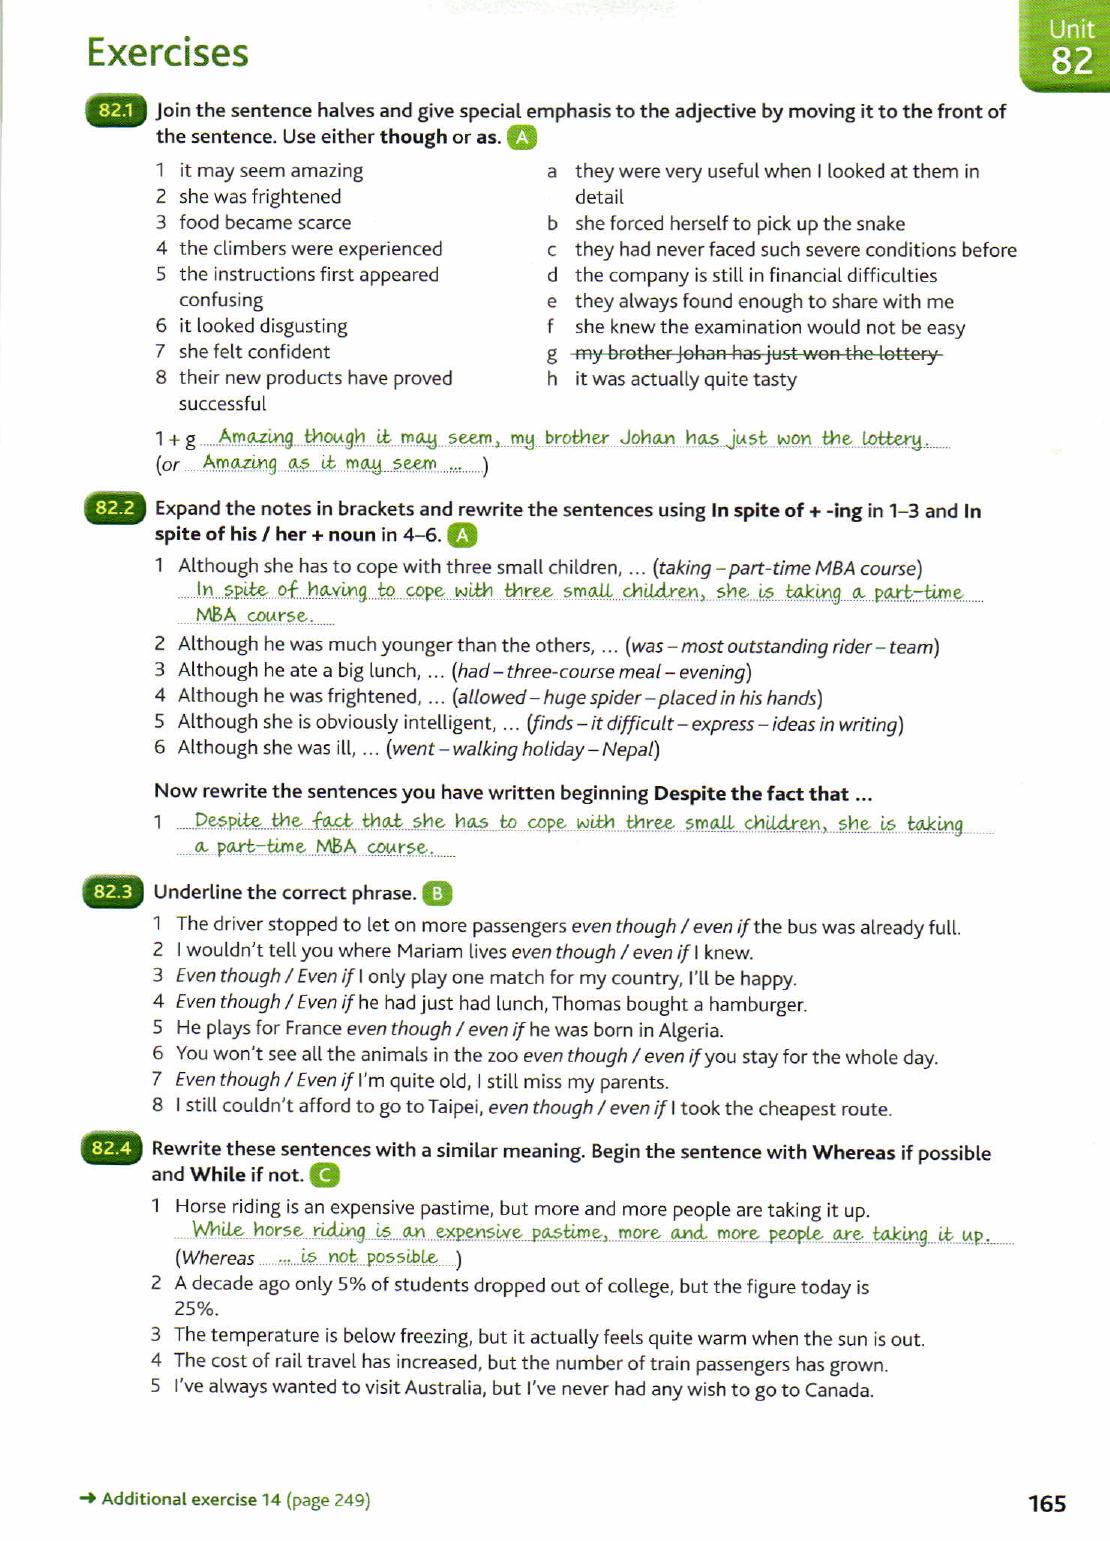 Unit
82
Exercises
82.1 Join the sentence halves and give special emphasis to the adjective by moving it to the front of
the sentence. Use either though or as. A
1 it may seem amazing
2 she was frightened
3 food became scarce
4 the climbers were experienced
5 the instructions first appeared
confusing
6 it looked disgusting
7 she felt confident
8 their new products have proved
successful
a they were very useful when I looked at them in
detail
b she forced herself to pick up the snake
c they had never faced such severe conditions before
d the company is still in financial difficulties
e they always found enough to share with me
f she knew the examination would not be easy
g my brother Johan has just won the lottery
h it was actually quite tasty
1 + g Amazing though it may seem, my brother Johan has just won the lottery.
(or Amazing as it may seem ... )
82.2 Expand the notes in brackets and rewrite the sentences using In spite of + -ing in 1–3 and In
spite of his / her + noun in 4–6. A
1 Although she has to cope with three small children, ... (taking – part-time MBA course)
In spite of having to cope with three small children, she is taking a part-time
MBA course.
2 Although he was much younger than the others, ... (was – most outstanding rider – team)
3 Although he ate a big lunch, ... (had – three-course meal – evening)
4 Although he was frightened, ... (allowed – huge spider – placed in his hands)
5 Although she is obviously intelligent, ... (finds – it difficult – express – ideas in writing)
6 Although she was ill, ... (went – walking holiday – Nepal)
Now rewrite the sentences you have written beginning Despite the fact that ...
1 Despite the fact that she has to cope with three small children, she is taking
a part-time MBA course.
82.3 Underline the correct phrase. B
1 The driver stopped to let on more passengers even though / even if the bus was already full.
2 I wouldn't tell you where Mariam lives even though / even if I knew.
3 Even though / Even if I only play one match for my country, I'll be happy.
4 Even though / Even if he had just had lunch, Thomas bought a hamburger.
5 He plays for France even though / even if he was born in Algeria.
6 You won't see all the animals in the zoo even though / even if you stay for the whole day.
7 Even though / Even if I'm quite old, I still miss my parents.
8 I still couldn't afford to go to Taipei, even though / even if I took the cheapest route.
82.4 Rewrite these sentences with a similar meaning. Begin the sentence with Whereas if possible
and While if not. C
1 Horse riding is an expensive pastime, but more and more people are taking it up.
While horse riding is an expensive pastime, more and more people are taking it up.
(Whereas ... is not possible )
2 A decade ago only 5% of students dropped out of college, but the figure today is
25%.
3 The temperature is below freezing, but it actually feels quite warm when the sun is out.
4 The cost of rail travel has increased, but the number of train passengers has grown.
5 I've always wanted to visit Australia, but I've never had any wish to go to Canada.
➜ Additional exercise 14 (page 249)
165